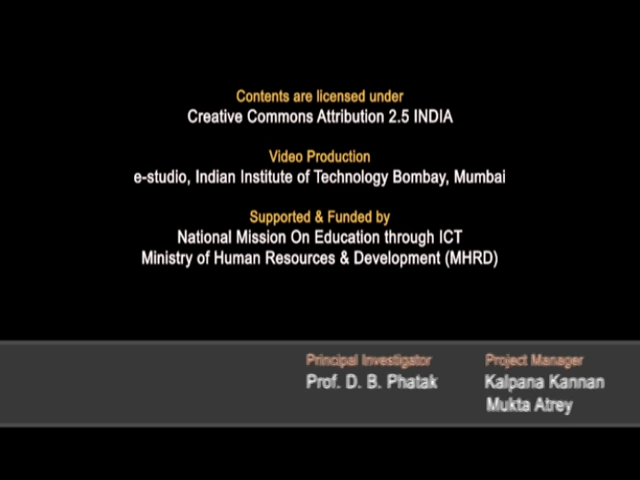 Contents are licensed under
Creative Commons Attribution 2.5 INDIA
Video Production
e-studio, Indian Institute of Technology Bombay, Mumbai
Supported & Funded by
National Mission On Education through ICT
Ministry of Human Resources & Development (MHRD)
Principal Investigator
Prof. D. B. Phatak
Project Manager
Kalpana Kannan
Mukta Atrey